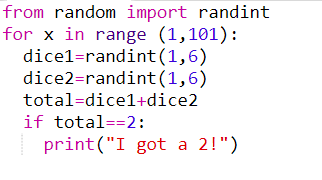 from random import randint
for x in range (1,101):
  dice1=randint(1,6)
  dice2=randint(1,6)
  total=dice1+dice2
  if total==2:
    print("I got a 2!")